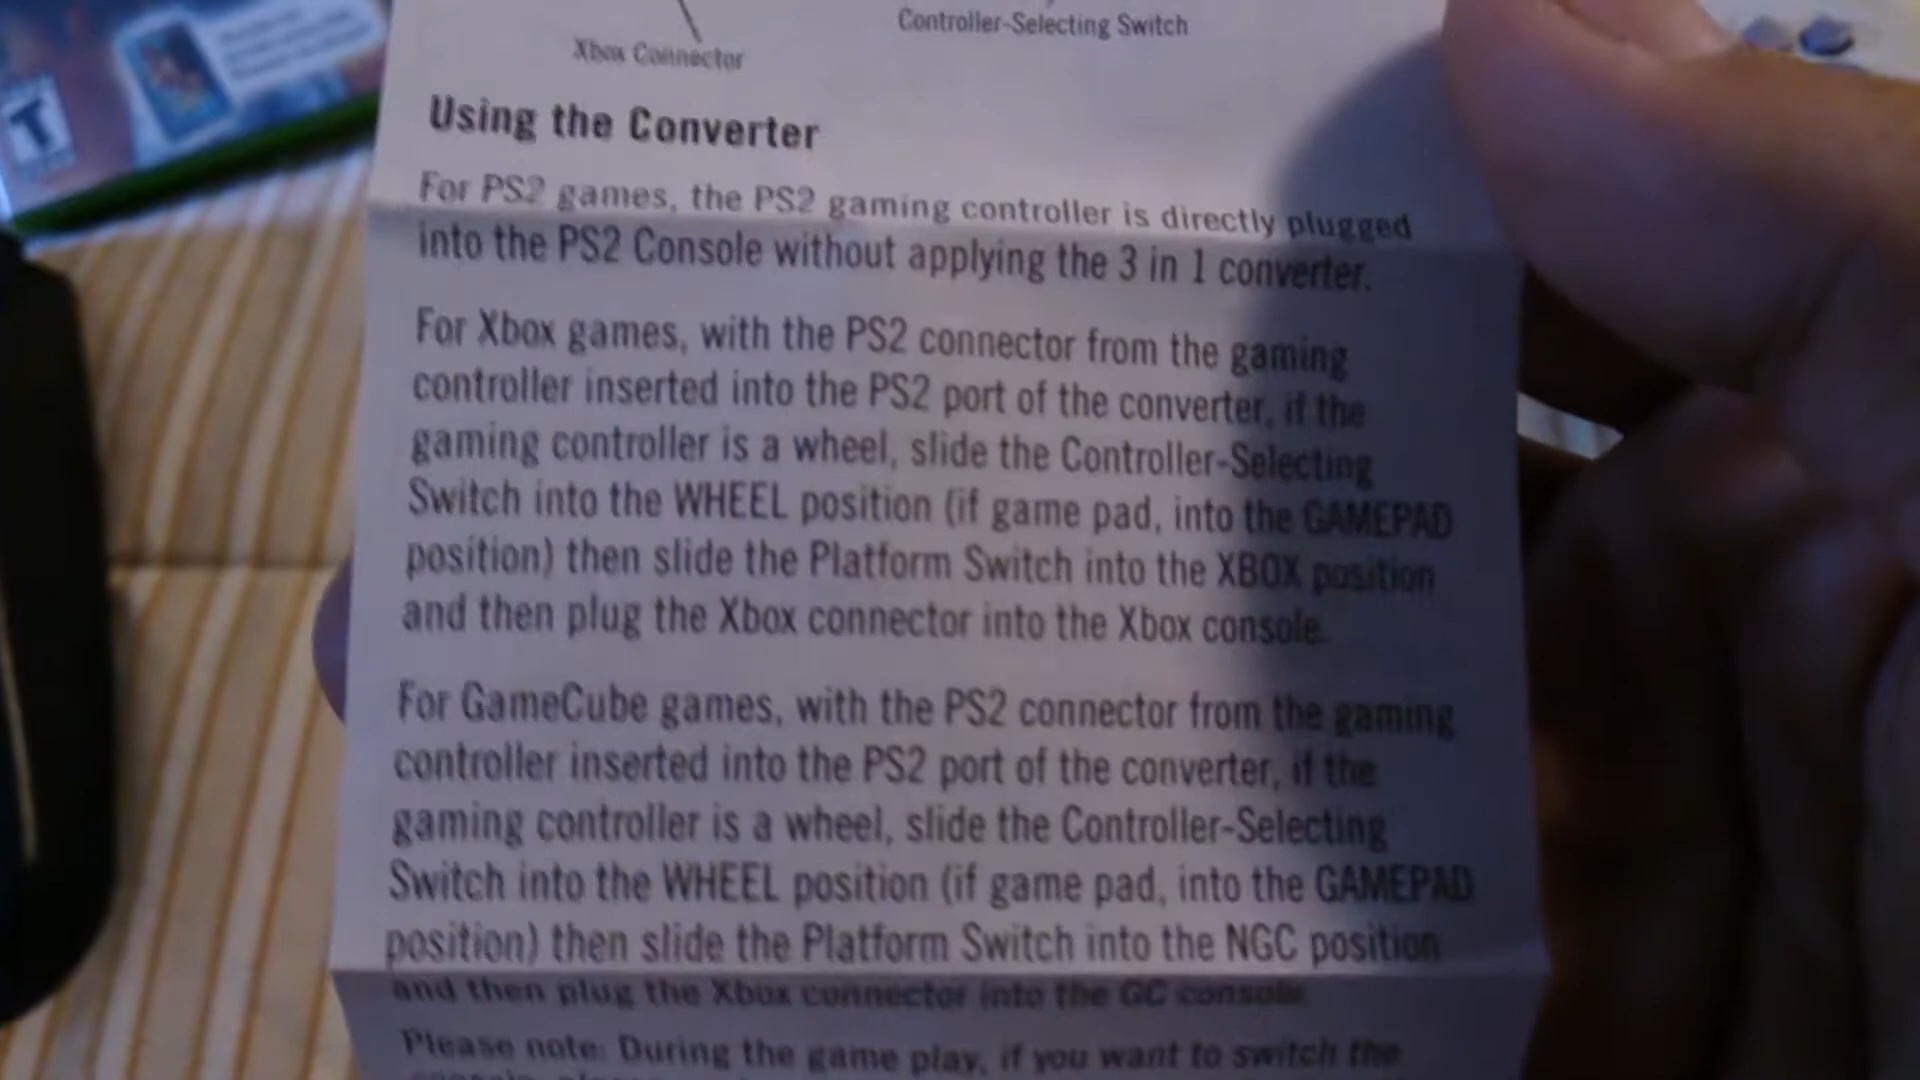 Controller-Selecting Switch
Xbox Connector
T
Using the Converter
For PS2 games, the PS2 gaming controller is directly plugged
into the PS2 Console without applying the 3 in 1 converter.
For Xbox games, with the PS2 connector from the gaming
controller inserted into the PS2 port of the converter, if the
gaming controller is a wheel, slide the Controller-Selecting
Switch into the WHEEL position (if game pad, into the GAMEPAD
position) then slide the Platform Switch into the XBOX position
and then plug the Xbox connector into the Xbox console.
For GameCube games, with the PS2 connector from the gaming
controller inserted into the PS2 port of the converter, if the
gaming controller is a wheel, slide the Controller-Selecting
Switch into the WHEEL position (if game pad, into the GAMEPAD
position) then slide the Platform Switch into the NGC position
and then plug the Xbox connector into the GC console.
Please note: During the game play, if you want to switch the